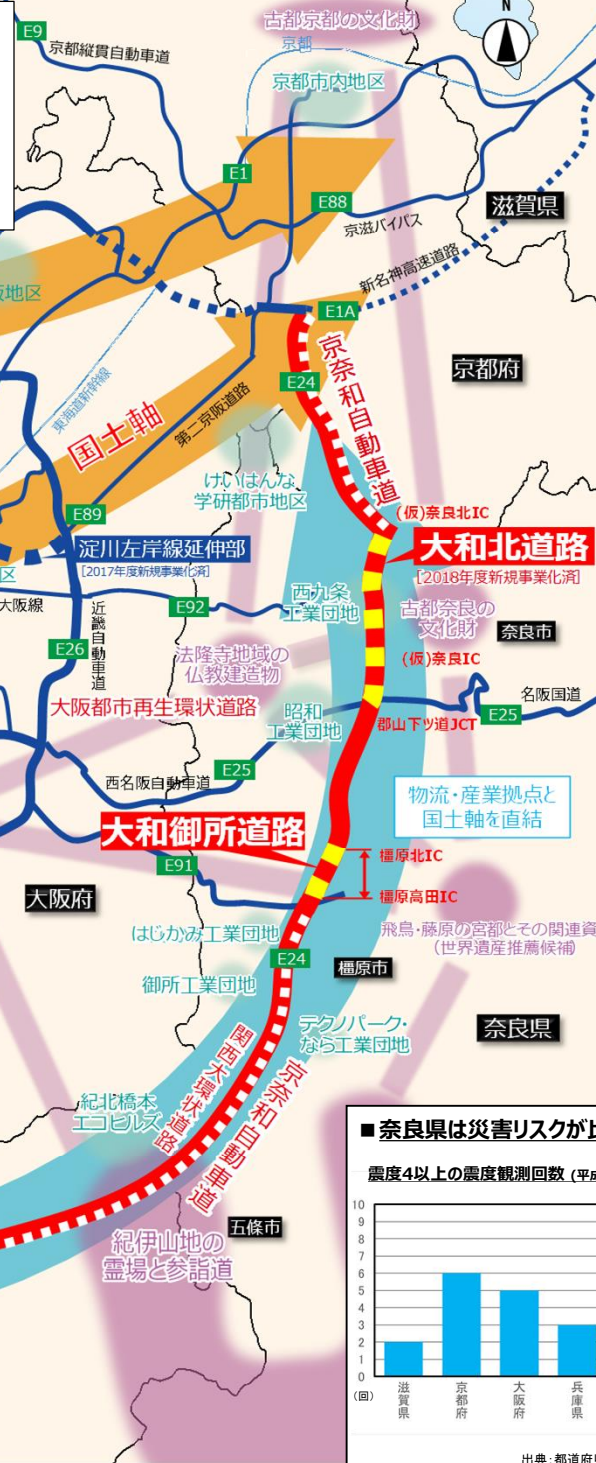 N
古都京都の文化財
京都
E9
京都縦貫自動車道
京都市内地区
E1
E88
京滋バイパス
滋賀県
新名神高速道路
阪地区
E1A
京都府
東海道新幹線
国土軸
第二京阪道路
E24
京奈和自動車道
けいはんな
学研都市地区
(仮)奈良北IC
E89
淀川左岸線延伸部
[2017年度新規事業化済]
大和北道路
[2018年度新規事業化済]
区
大阪線
近畿自動車道
E92
西九条
工業団地
古都奈良の
文化財
奈良市
E26
法隆寺地域の
仏教建造物
(仮)奈良IC
大阪都市再生環状道路
昭和
工業団地
名阪国道
E25
郡山下ツ道JCT
E25
西名阪自動車道
物流・産業拠点と
国土軸を直結
大和御所道路
橿原北IC
E91
橿原高田IC
大阪府
はじかみ工業団地
飛鳥・藤原の宮都とその関連資
(世界遺産推薦候補)
E24
橿原市
御所工業団地
テクノパーク・
なら工業団地
奈良県
関西大環状道路
京奈和自動車道
紀北橋本
エコヒルズ
五條市
紀伊山地の
霊場と参詣道
■奈良県は災害リスクが
震度4以上の震度観測回数 (平成
10
9
8
7
6
5
4
3
2
1
0
(回)
滋賀県
京都府
大阪府
兵庫県
出典:都道府